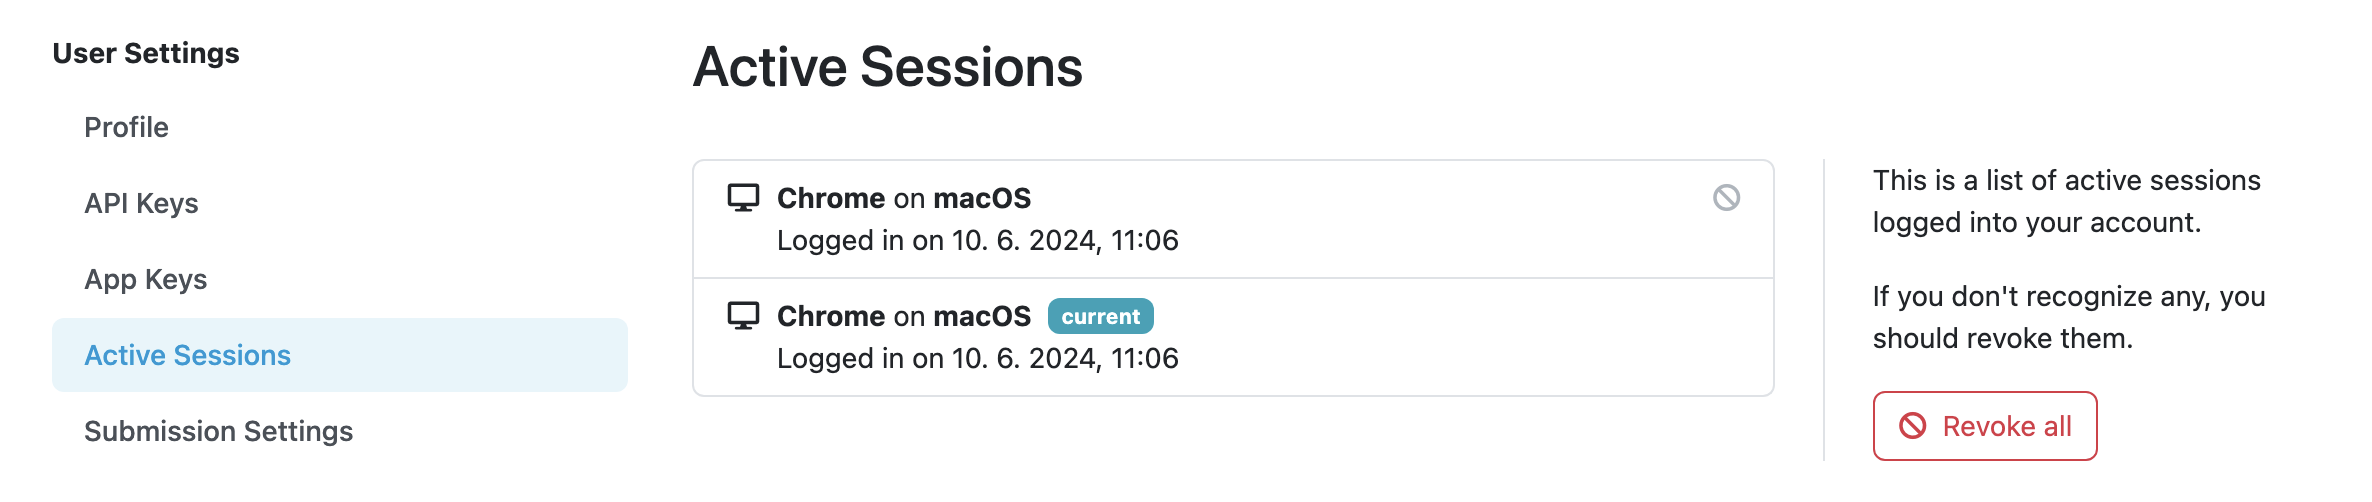 User Settings
Profile
API Keys
App Keys
Active Sessions
Submission Settings
Active Sessions
Chrome on macOS
Logged in on 10. 6. 2024, 11:06
Chrome on macOS current
Logged in on 10. 6. 2024, 11:06
This is a list of active sessions
logged into your account.
If you don't recognize any, you
should revoke them.
Revoke all